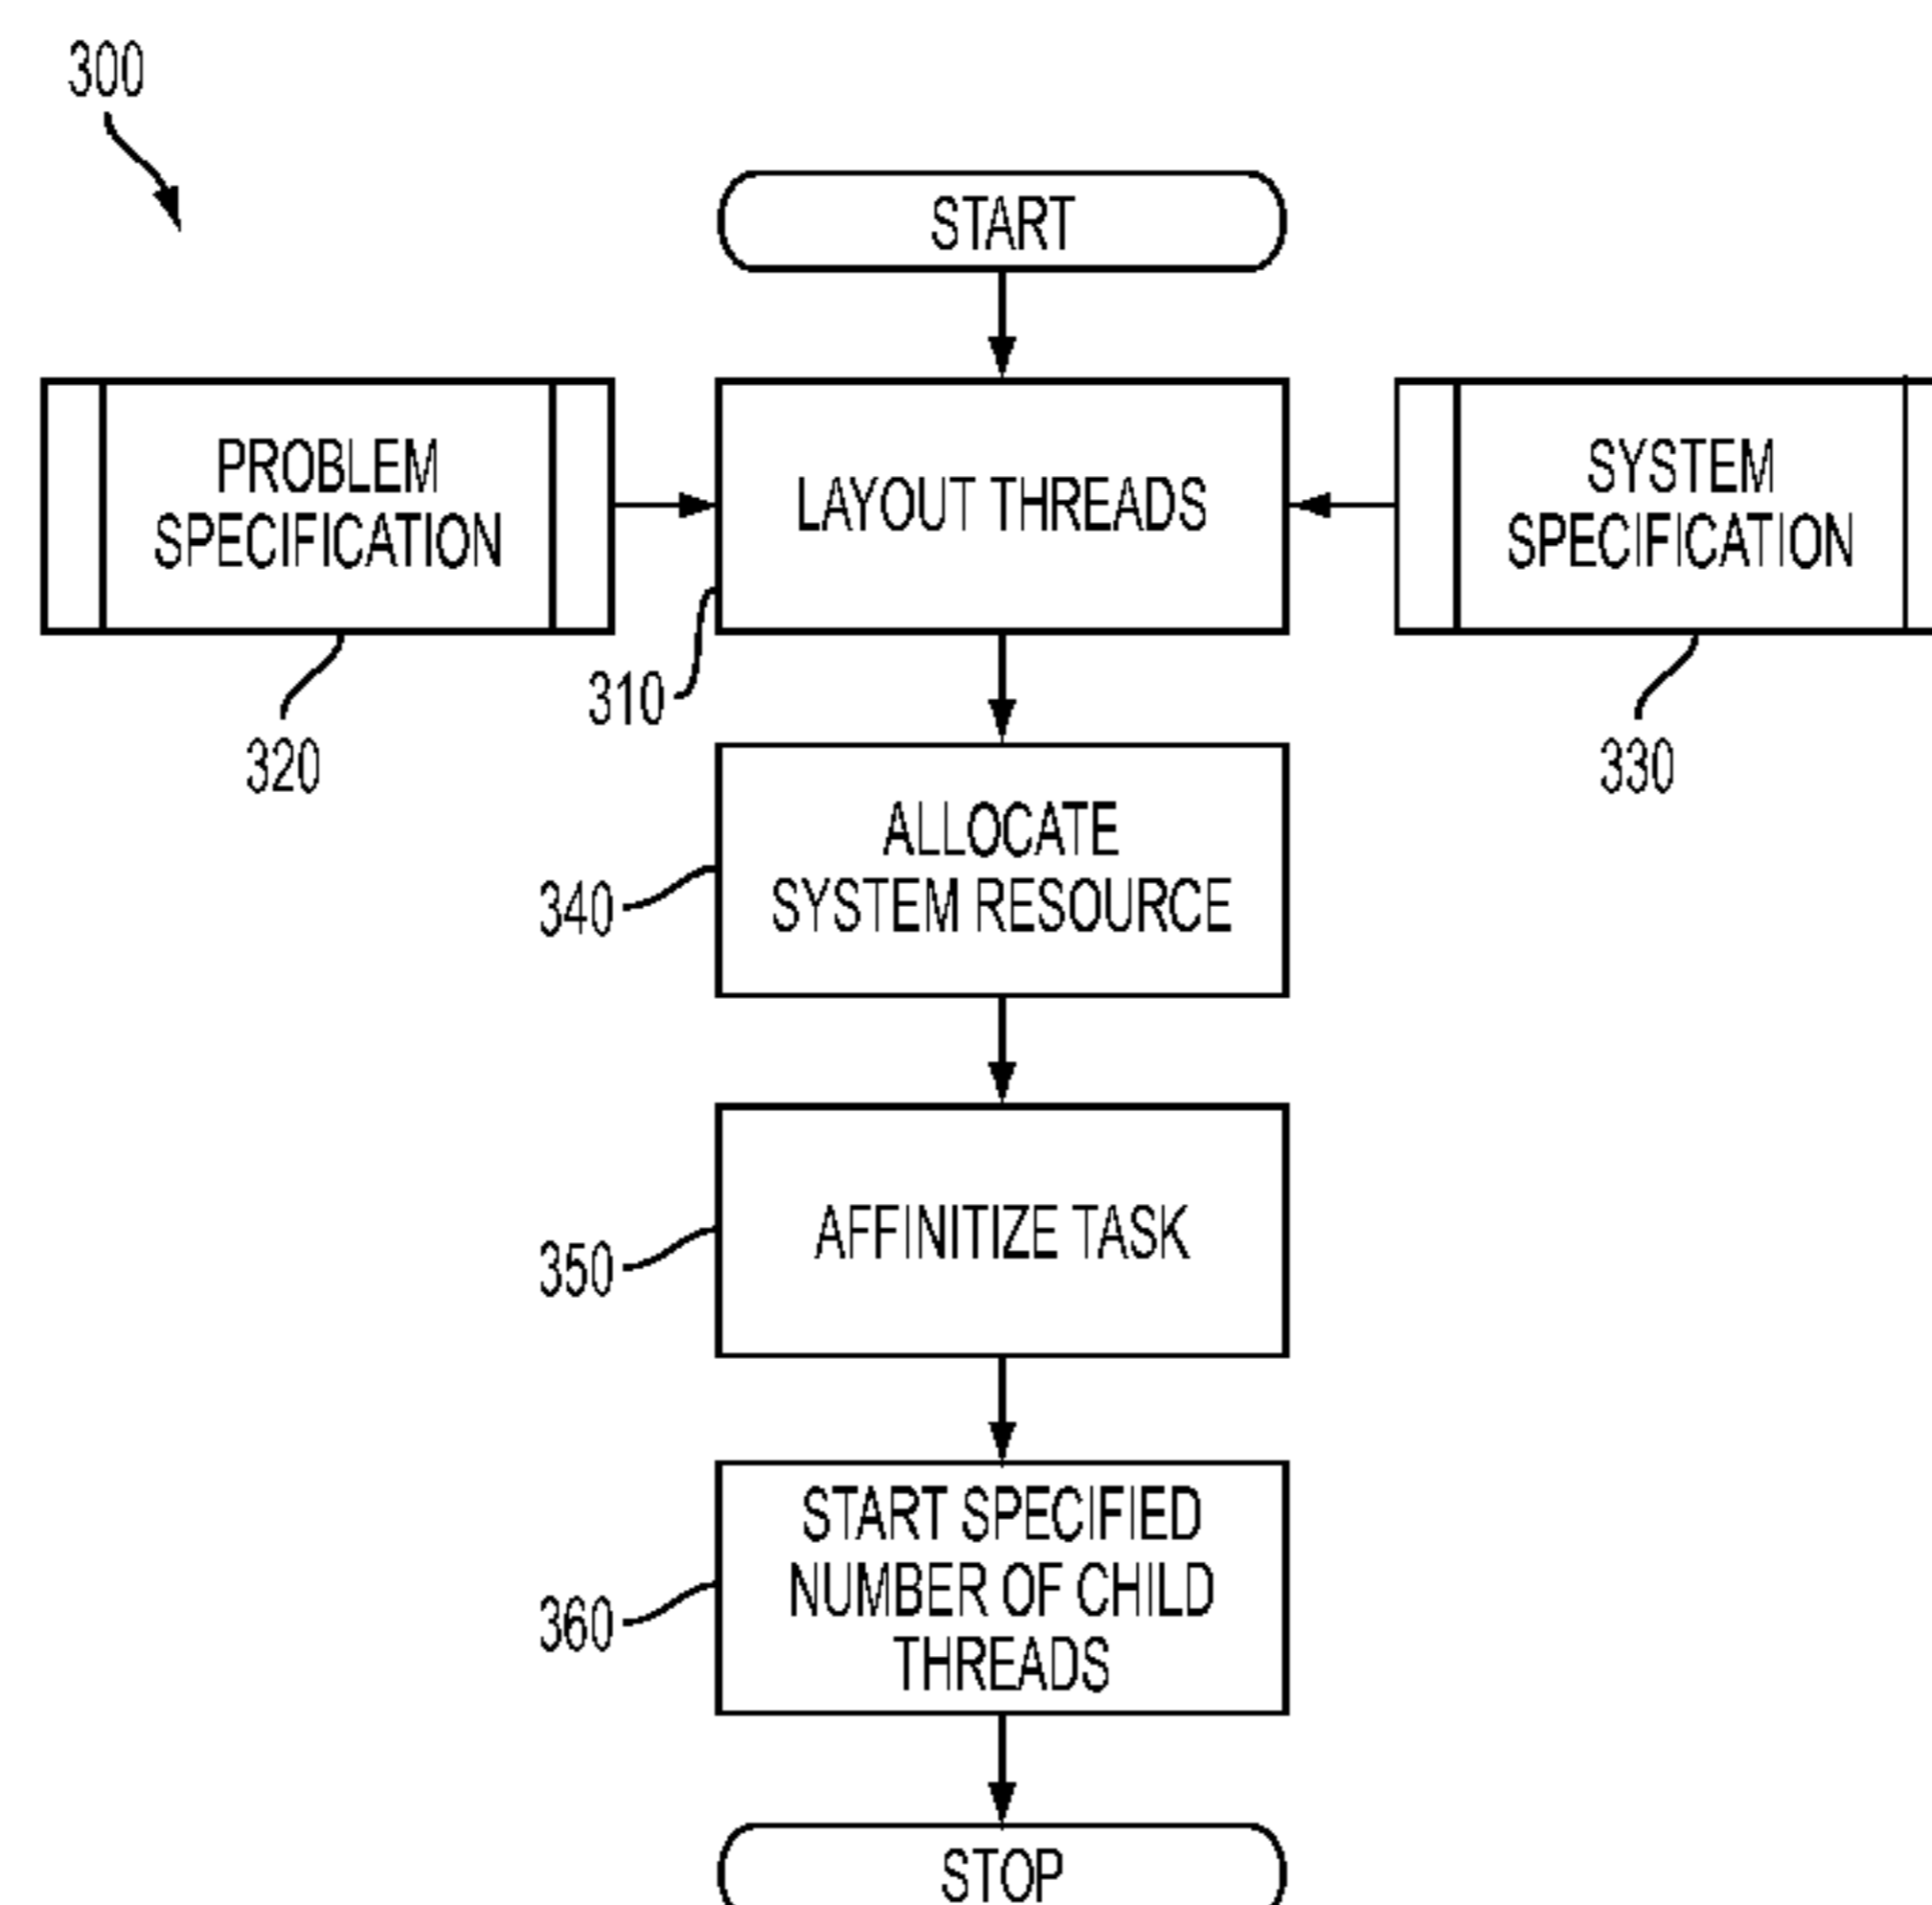 300
START
PROBLEM
SPECIFICATION
LAYOUT THREADS
SYSTEM
SPECIFICATION
310
320
330
ALLOCATE
SYSTEM RESOURCE
340
AFFINITIZE TASK
350
START SPECIFIED
NUMBER OF CHILD
THREADS
360
STOP